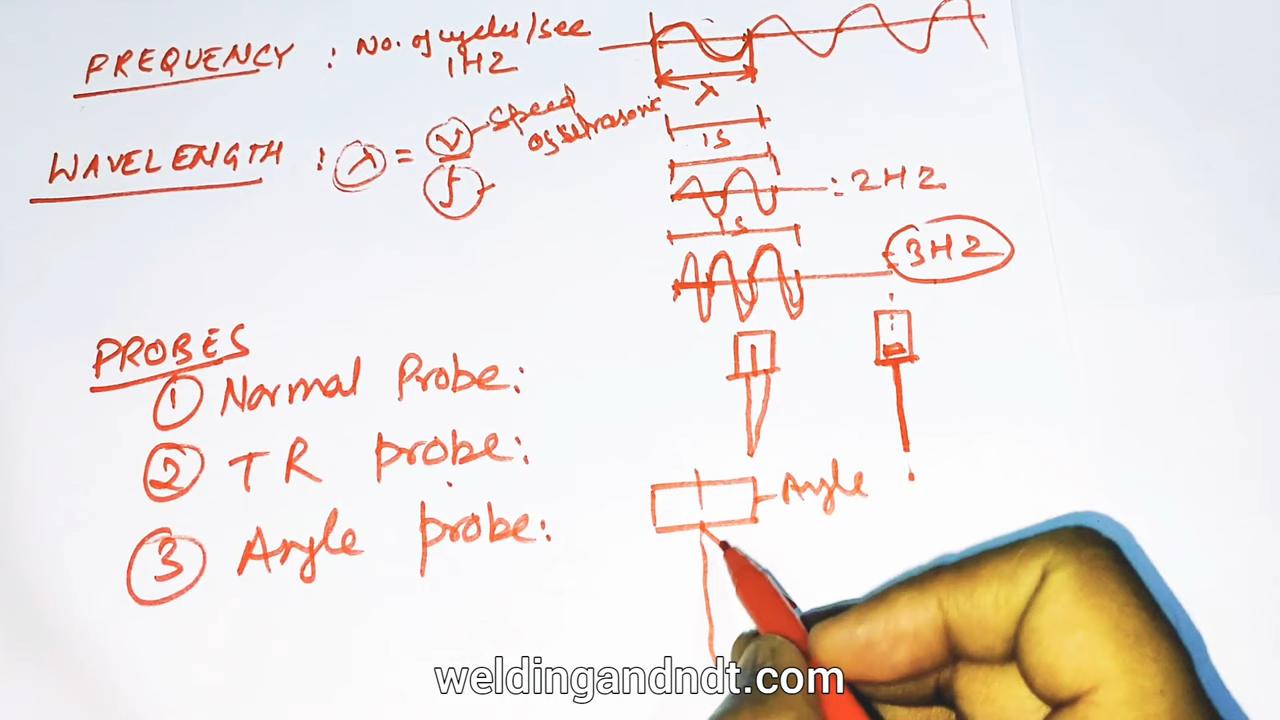 FREQUENCY : No. of cycles/sec
1HZ
λ
WAVELENGTH : λ = v/f
speed
of ultrasonic
1S
: 2HZ
1S
3HZ
PROBES
① Normal Probe:
② TR probe:
③ Angle probe:
Angle
weldingandndt.com